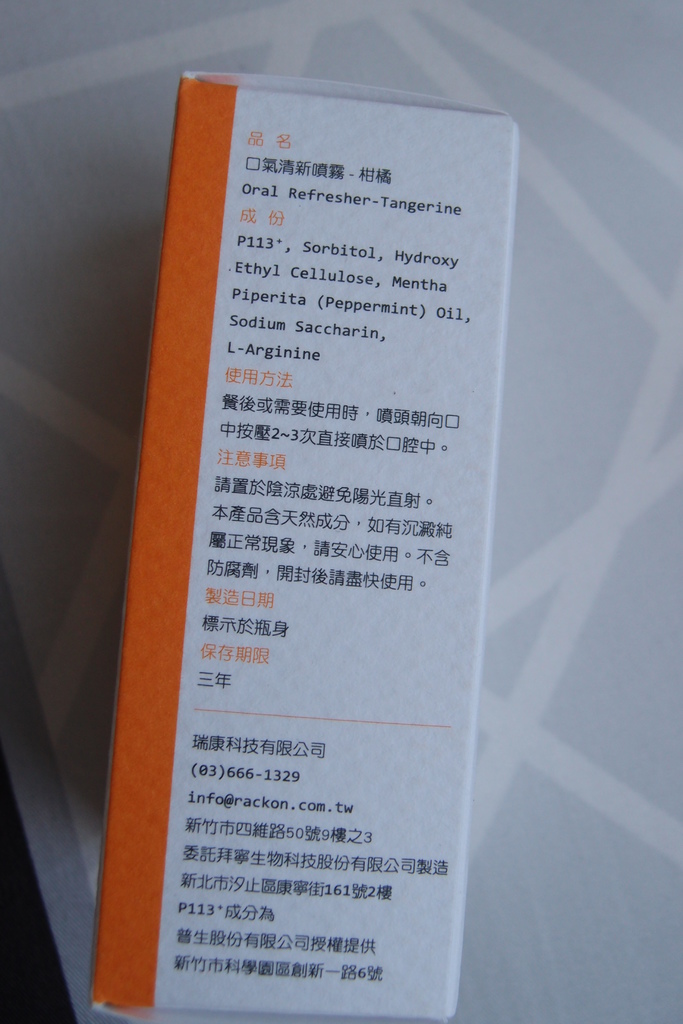 品 名
口氣清新噴霧 - 柑橘
Oral Refresher-Tangerine
成 份
P113⁺, Sorbitol, Hydroxy
Ethyl Cellulose, Mentha
Piperita (Peppermint) Oil,
Sodium Saccharin,
L-Arginine
使用方法
餐後或需要使用時，噴頭朝向口
中按壓2~3次直接噴於口腔中。
注意事項
請置於陰涼處避免陽光直射。
本產品含天然成分，如有沉澱純
屬正常現象，請安心使用。不含
防腐劑，開封後請盡快使用。
製造日期
標示於瓶身
保存期限
三年
瑞康科技有限公司
(03)666-1329
info@rackon.com.tw
新竹市四維路50號9樓之3
委託拜寧生物科技股份有限公司製造
新北市汐止區康寧街161號2樓
P113⁺成分為
普生股份有限公司授權提供
新竹市科學園區創新一路6號